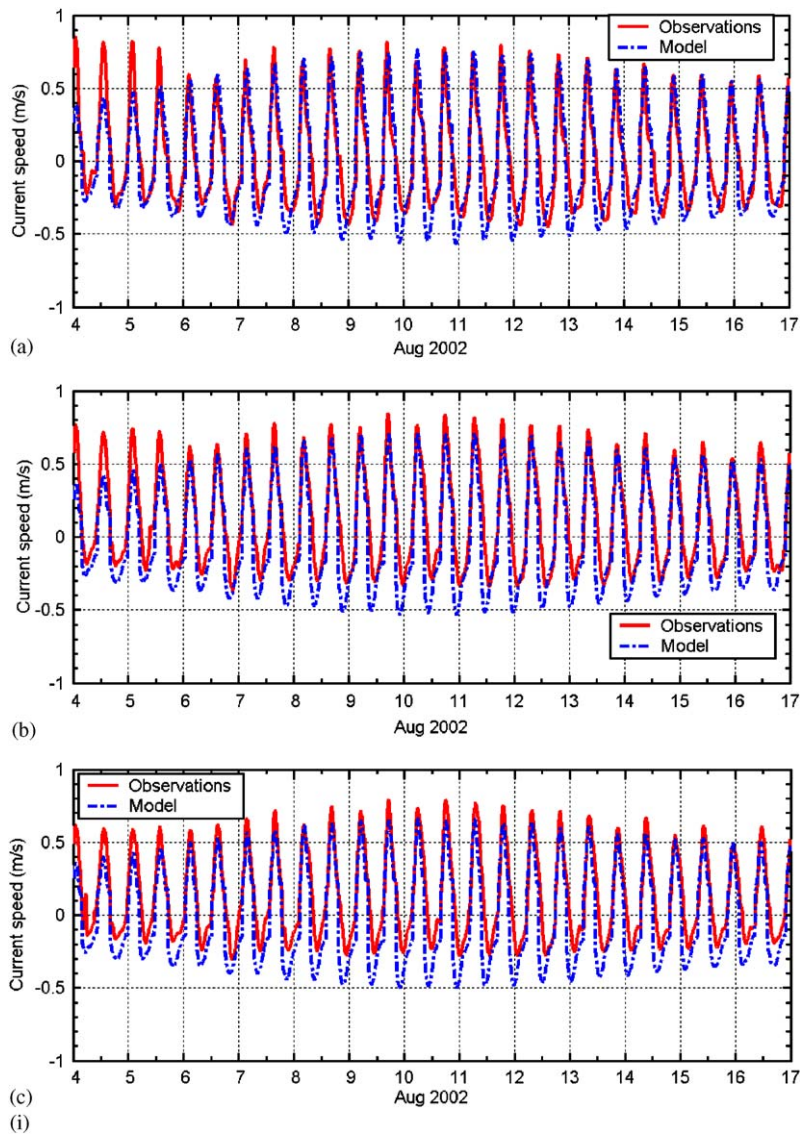 1
Observations
Model
0.5
Current speed (m/s)
0
-0.5
-1
4 5 6 7 8 9 10 11 12 13 14 15 16 17
(a)
Aug 2002
1
0.5
Current speed (m/s)
0
-0.5
Observations
Model
-1
4 5 6 7 8 9 10 11 12 13 14 15 16 17
(b)
Aug 2002
1
Observations
Model
0.5
Current speed (m/s)
0
-0.5
-1
4 5 6 7 8 9 10 11 12 13 14 15 16 17
(c)
Aug 2002
(i)